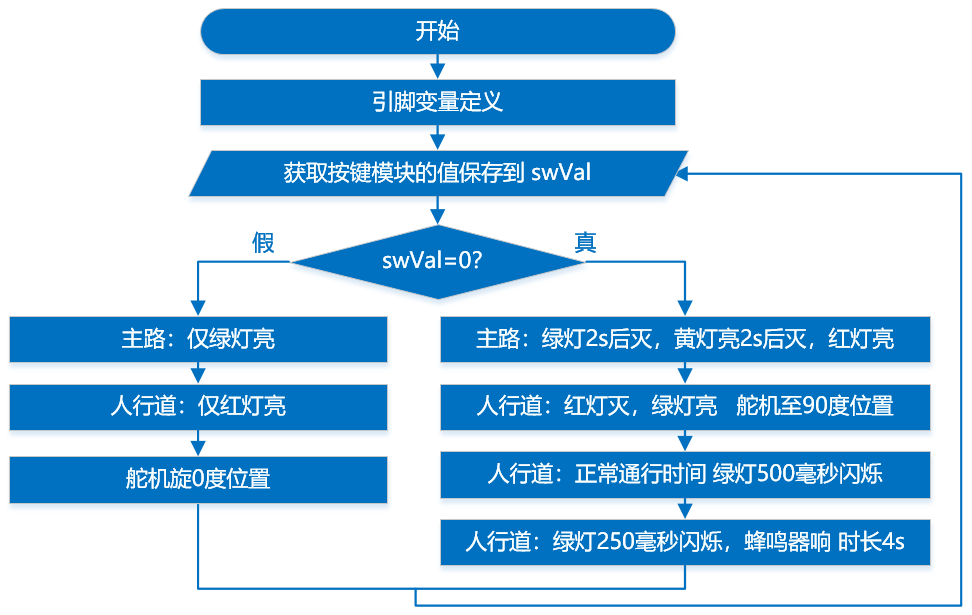 开始
引脚变量定义
获取按键模块的值保存到 swVal
假
真
swVal=0?
主路：仅绿灯亮
人行道：仅红灯亮
舵机旋0度位置
主路：绿灯2s后灭，黄灯亮2s后灭，红灯亮
人行道：红灯灭，绿灯亮 舵机至90度位置
人行道：正常通行时间 绿灯500毫秒闪烁
人行道：绿灯250毫秒闪烁，蜂鸣器响 时长4s